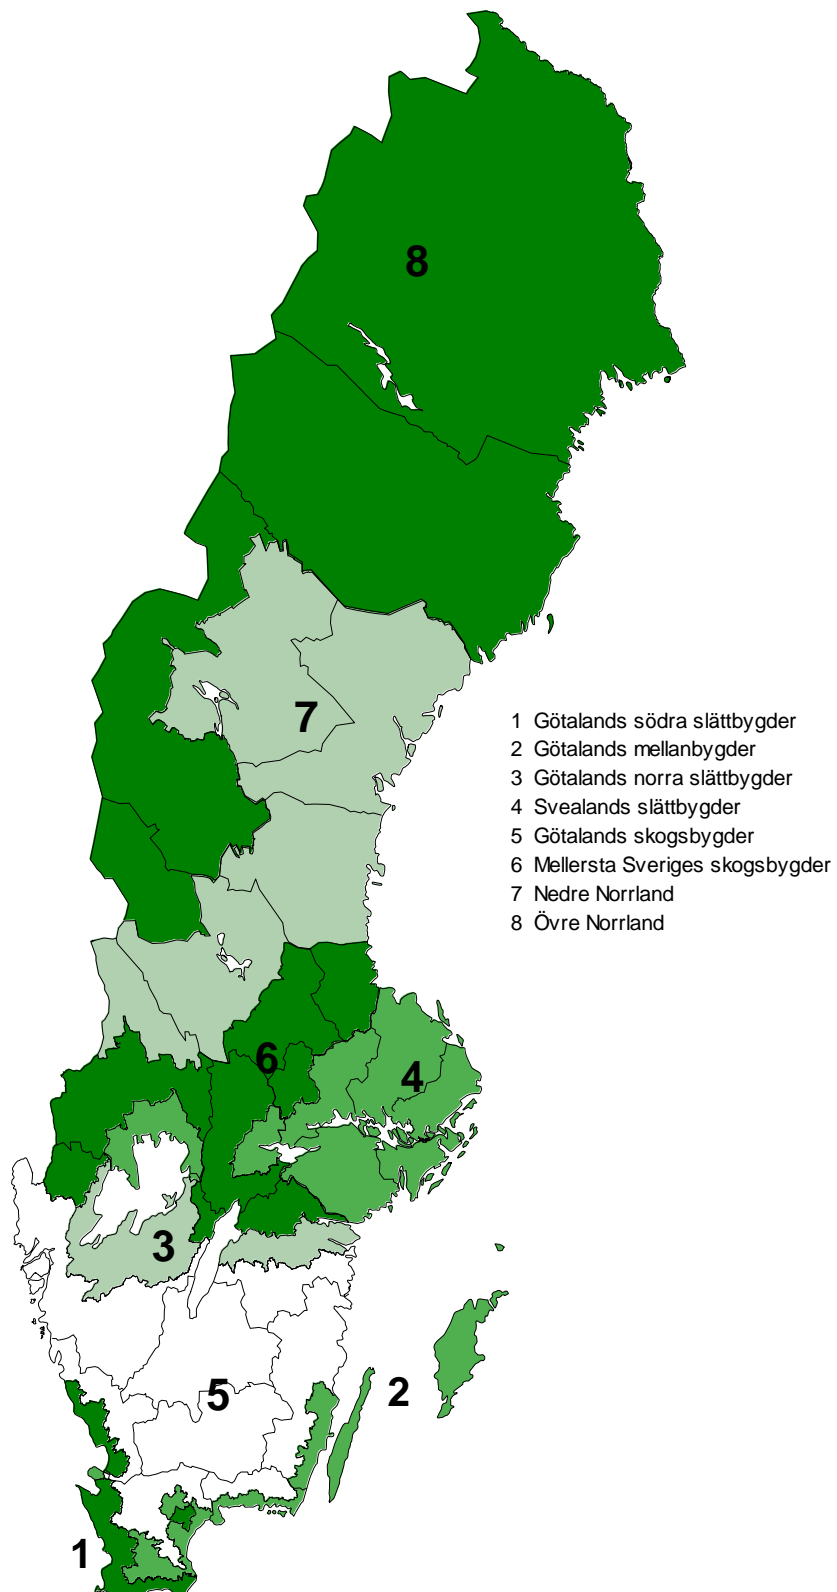 8
7
1 Götalands södra slättbygder
2 Götalands mellanbygder
3 Götalands norra slättbygder
4 Svealands slättbygder
5 Götalands skogsbygder
6 Mellersta Sveriges skogsbygder
7 Nedre Norrland
8 Övre Norrland
6
4
3
5
2
1